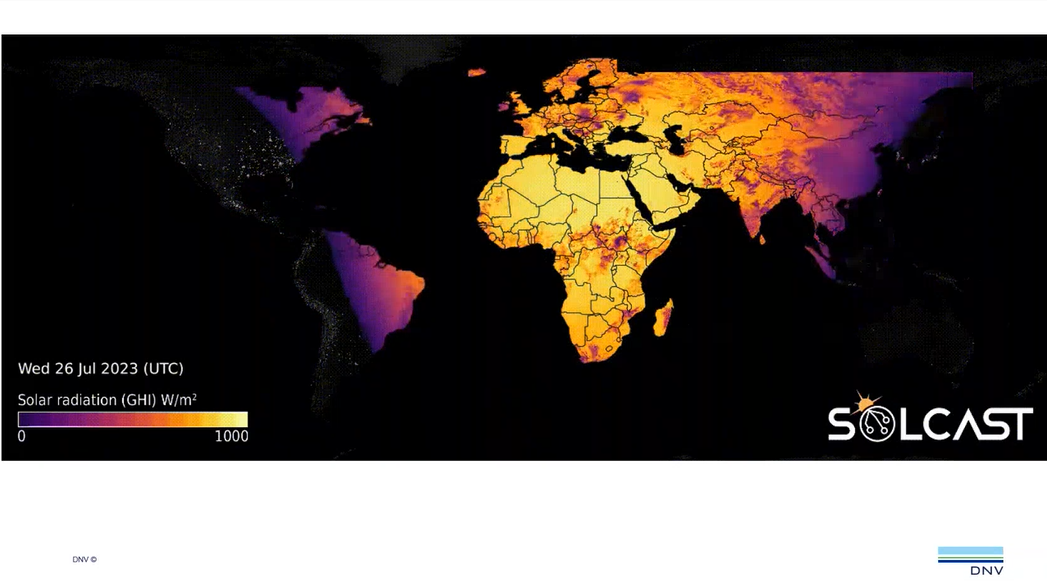 Wed 26 Jul 2023 (UTC)
Solar radiation (GHI) W/m²
0 1000
SOLCAST
DNV ©
DNV